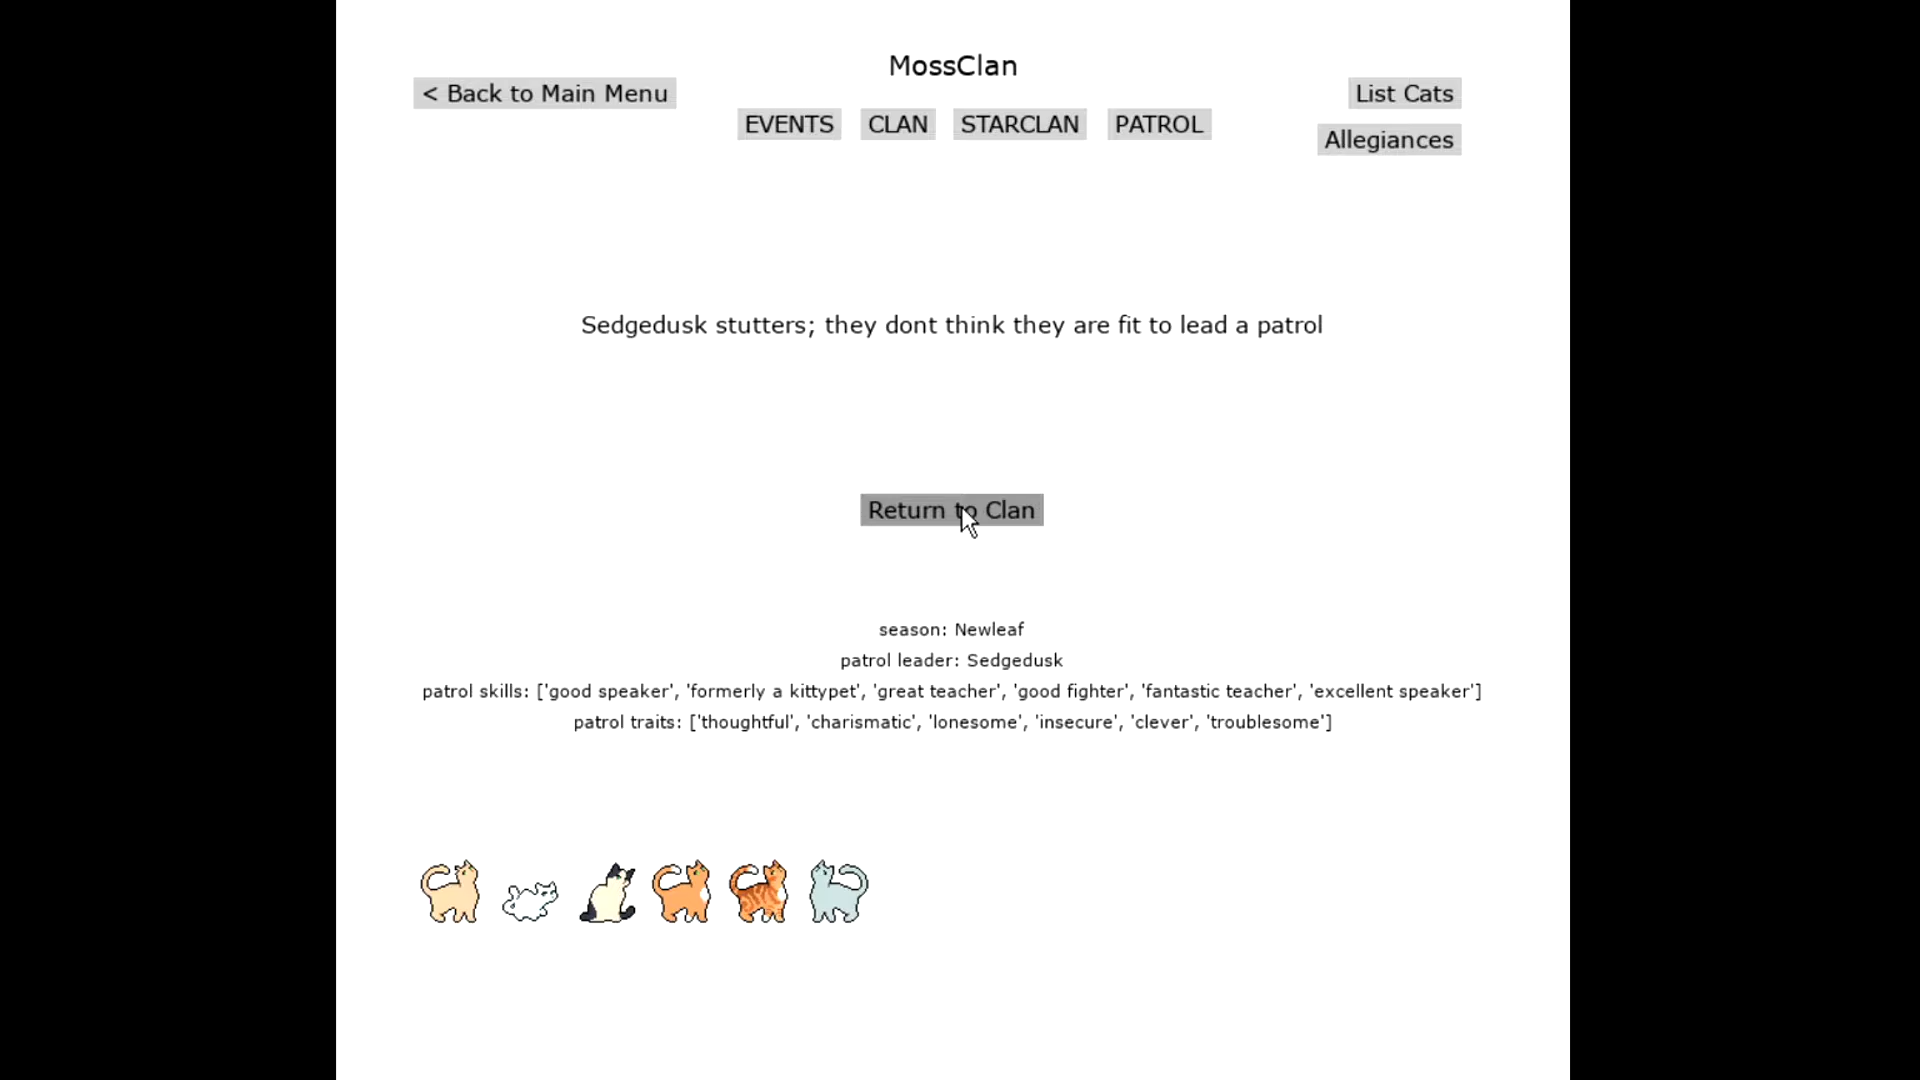 MossClan
< Back to Main Menu
List Cats
EVENTS CLAN STARCLAN PATROL
Allegiances
Sedgedusk stutters; they dont think they are fit to lead a patrol
Return to Clan
season: Newleaf
patrol leader: Sedgedusk
patrol skills: ['good speaker', 'formerly a kittypet', 'great teacher', 'good fighter', 'fantastic teacher', 'excellent speaker']
patrol traits: ['thoughtful', 'charismatic', 'lonesome', 'insecure', 'clever', 'troublesome']